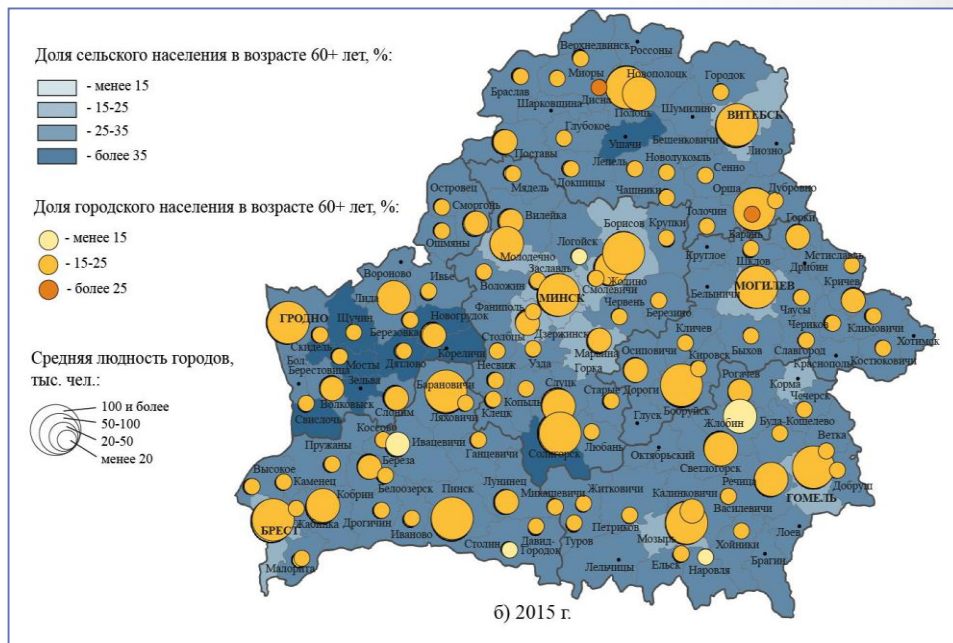 Доля сельского населения в возрасте 60+ лет, %:
- менее 15
- 15-25
- 25-35
- более 35
Доля городского населения в возрасте 60+ лет, %:
- менее 15
- 15-25
- более 25
Средняя людность городов,
тыс. чел.:
100 и более
50-100
20-50
менее 20
Верхнедвинск
Россоны
Браслав
Миоры
Новополоцк
Городок
Шарковщина
Дисна
Полоцк
Шумилино
ВИТЕБСК
Глубокое
Ушачи
Бешенковичи
Лиозно
Поставы
Лепель
Новолукомль
Сенно
Островец
Мядель
Докшицы
Чашники
Орша
Дубровно
Сморгонь
Вилейка
Борисов
Крупки
Толочин
Барань
Горки
Ошмяны
Логойск
Мстиславль
Вороново
Молодечно
Заславль
Круглое
Шклов
Дрибин
Ивье
Воложин
Жодино
Смолевичи
Белыничи
МОГИЛЕВ
Кричев
Лида
Фаниполь
МИНСК
Червень
Березино
Чаусы
ГРОДНО
Щучин
Новогрудок
Чериков
Климовичи
Скидель
Березовка
Столбцы
Дзержинск
Кличев
Хотимск
Бол.
Берестовица
Мосты
Дятлово
Кореличи
Несвиж
Узда
Марьина
Горка
Осиповичи
Кировск
Быхов
Славгород
Костюковичи
Краснополье
Зельва
Барановичи
Слуцк
Старые
Дороги
Рогачев
Корма
Волковыск
Слоним
Клецк
Копыль
Бобруйск
Чечерск
Свислочь
Ляховичи
Глуск
Жлобин
Буда-Кошелево
Косово
Пружаны
Ивацевичи
Солигорск
Любань
Октябрьский
Ветка
Высокое
Береза
Ганцевичи
Светлогорск
Каменец
Белоозерск
Лунинец
Микашевичи
Житковичи
Калинковичи
Речица
Добруш
Кобрин
Пинск
Василевичи
ГОМЕЛЬ
БРЕСТ
Жабинка
Дрогичин
Петриков
Иваново
Давид-
Городок
Туров
Мозырь
Хойники
Лоев
Столин
Малорита
Лельчицы
Ельск
Наровля
Брагин
б) 2015 г.